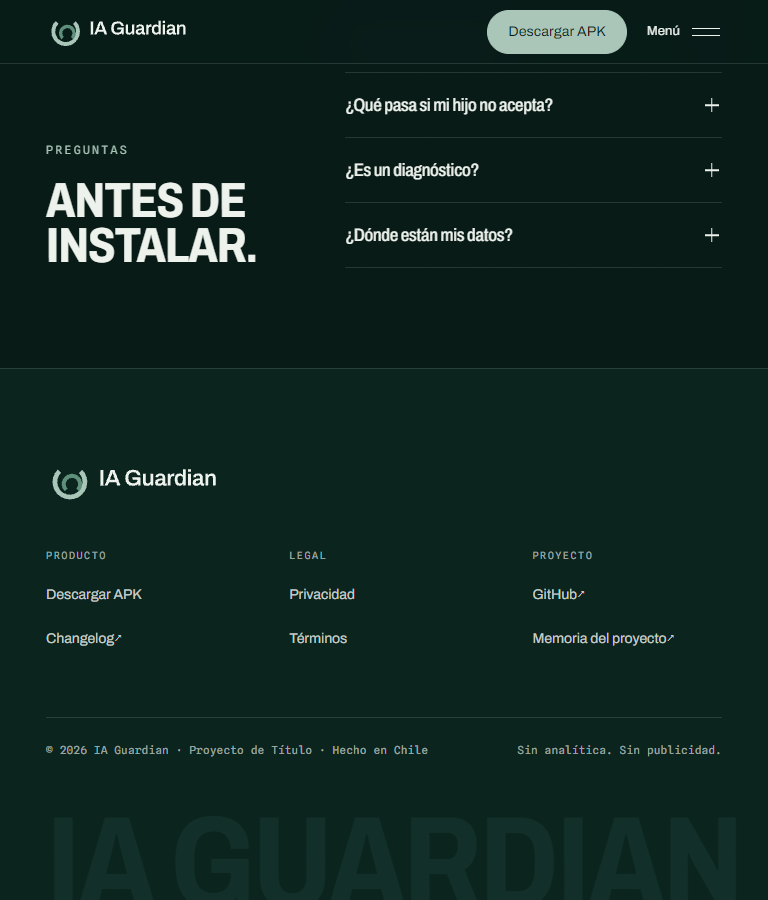 IA Guardian
Descargar APK
Menú
¿Qué pasa si mi hijo no acepta?
PREGUNTAS
¿Es un diagnóstico?
ANTES DE
INSTALAR.
¿Dónde están mis datos?
IA Guardian
PRODUCTO
LEGAL
PROYECTO
Descargar APK
Privacidad
GitHub↗
Changelog↗
Términos
Memoria del proyecto↗
© 2026 IA Guardian · Proyecto de Título · Hecho en Chile
Sin analítica. Sin publicidad.
IA GUARDIAN